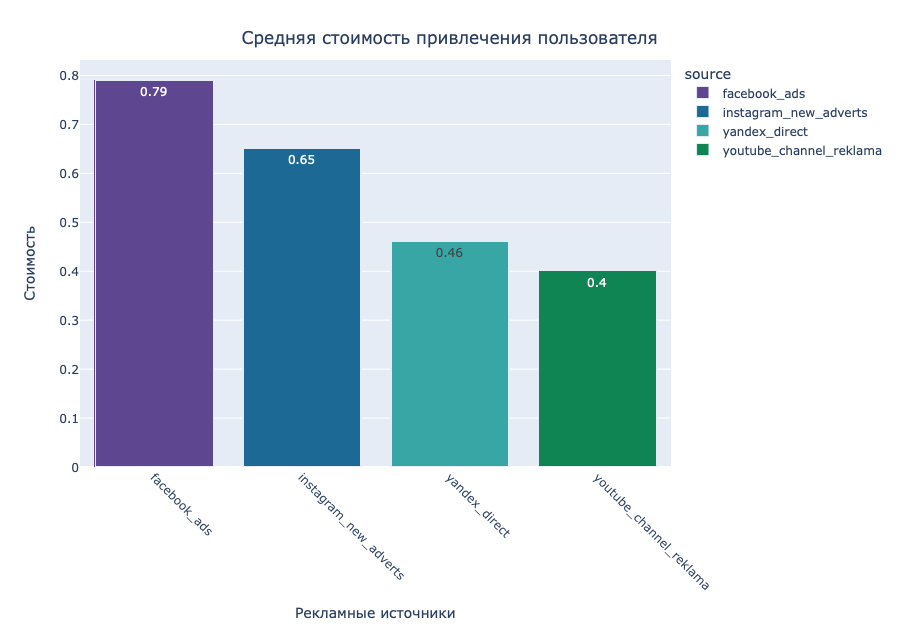 Средняя стоимость привлечения пользователя
source
facebook_ads
instagram_new_adverts
yandex_direct
youtube_channel_reklama
Стоимость
0.8
0.7
0.6
0.5
0.4
0.3
0.2
0.1
0
0.79
0.65
0.46
0.4
facebook_ads
instagram_new_adverts
yandex_direct
youtube_channel_reklama
Рекламные источники